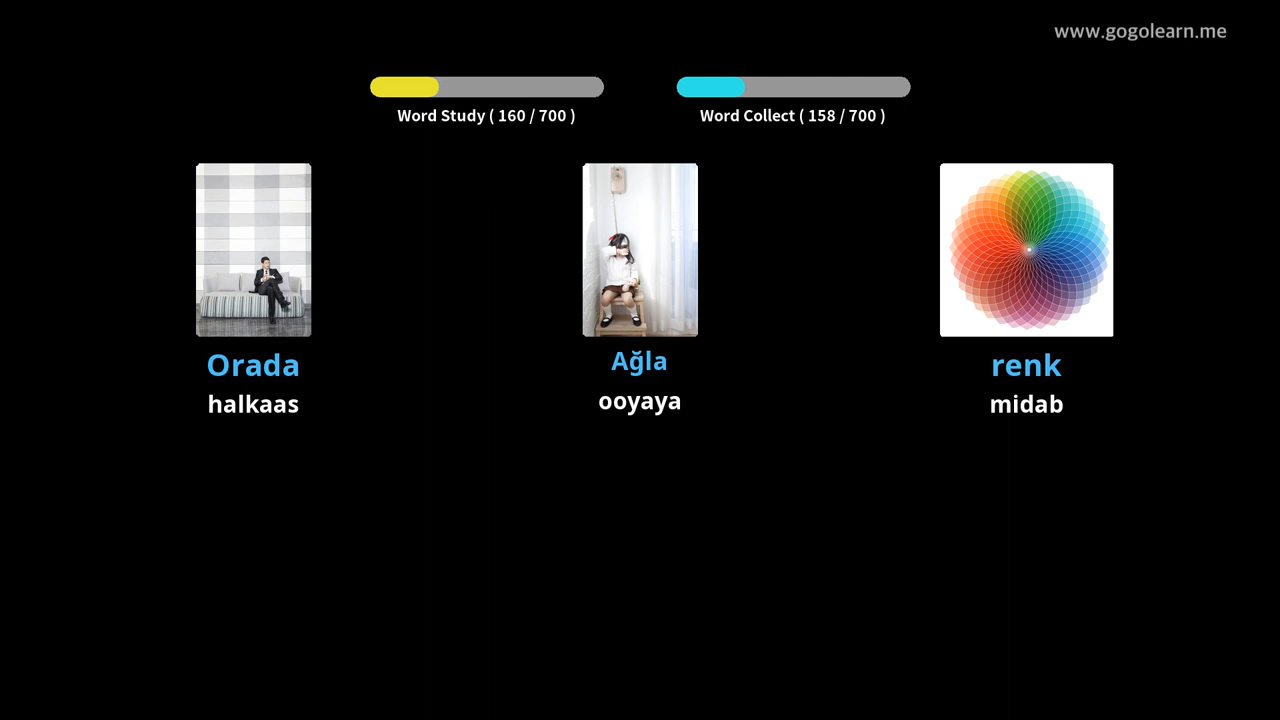 www.gogolearn.me
Word Study ( 160 / 700 )
Word Collect ( 158 / 700 )
Orada
halkaas
Ağla
ooyaya
renk
midab